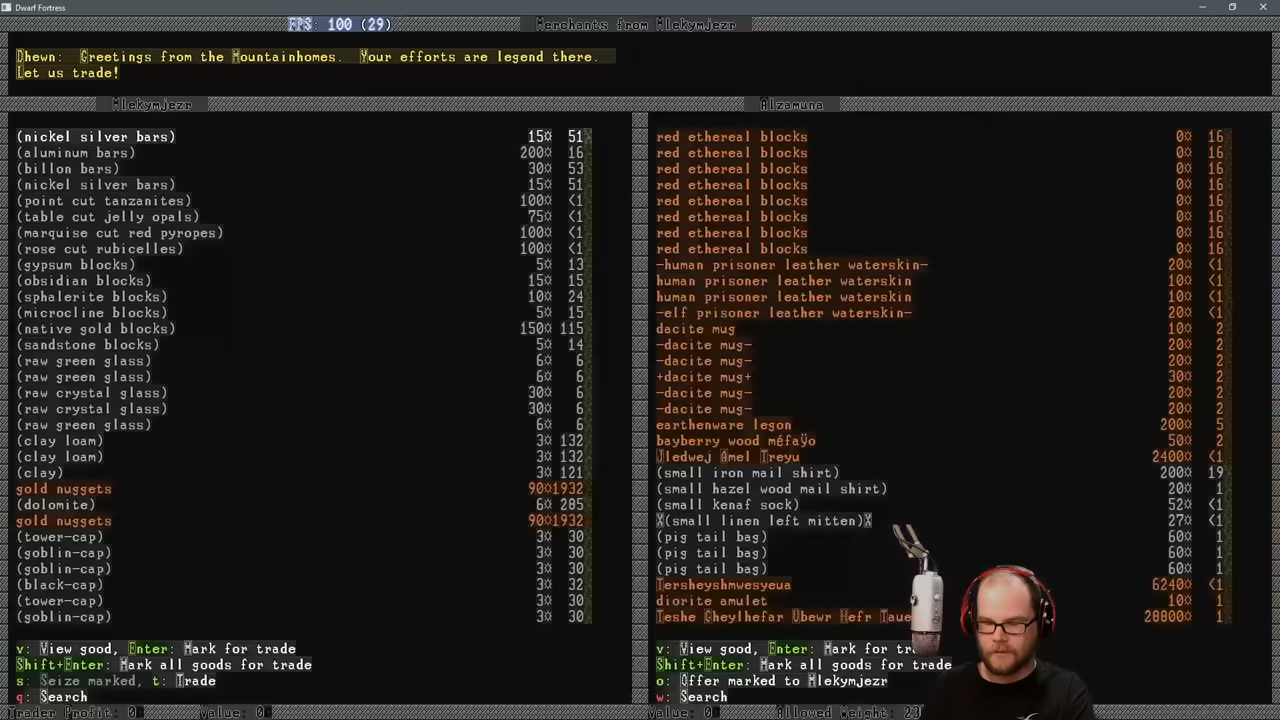 Dwarf Fortress
FPS: 100 (29)
Merchants from Mlekymjezr
Dhewn: Greetings from the Mountainhomes. Your efforts are legend there.
Let us trade!
Mlekymjezr
Alzamuna
(nickel silver bars) 15¤ 51
(aluminum bars) 200¤ 16
(billon bars) 30¤ 53
(nickel silver bars) 15¤ 51
(point cut tanzanites) 100¤ <1
(table cut jelly opals) 75¤ <1
(marquise cut red pyropes) 100¤ <1
(rose cut rubicelles) 100¤ <1
(gypsum blocks) 5¤ 13
(obsidian blocks) 15¤ 15
(sphalerite blocks) 10¤ 24
(microcline blocks) 5¤ 15
(native gold blocks) 150¤ 115
(sandstone blocks) 5¤ 14
(raw green glass) 6¤ 6
(raw green glass) 6¤ 6
(raw crystal glass) 30¤ 6
(raw crystal glass) 30¤ 6
(raw green glass) 6¤ 6
(clay loam) 3¤ 132
(clay loam) 3¤ 132
(clay) 3¤ 121
gold nuggets 90¤1932
(dolomite) 6¤ 285
gold nuggets 90¤1932
(tower-cap) 3¤ 30
(goblin-cap) 3¤ 30
(goblin-cap) 3¤ 30
(black-cap) 3¤ 32
(tower-cap) 3¤ 30
(goblin-cap) 3¤ 30
v: View good, Enter: Mark for trade
Shift+Enter: Mark all goods for trade
s: Seize marked, t: Trade
q: Search
Trader Profit: 0 Value: 0¤
red ethereal blocks 0¤ 16
red ethereal blocks 0¤ 16
red ethereal blocks 0¤ 16
red ethereal blocks 0¤ 16
red ethereal blocks 0¤ 16
red ethereal blocks 0¤ 16
red ethereal blocks 0¤ 16
red ethereal blocks 0¤ 16
-human prisoner leather waterskin- 20¤ <1
human prisoner leather waterskin 10¤ <1
human prisoner leather waterskin 10¤ <1
-elf prisoner leather waterskin- 20¤ <1
dacite mug 10¤ 2
-dacite mug- 20¤ 2
-dacite mug- 20¤ 2
+dacite mug+ 30¤ 2
-dacite mug- 20¤ 2
-dacite mug- 20¤ 2
earthenware legon 200¤ 5
bayberry wood méfaÿo 50¤ 2
Jledwej Amel Treyu 2400¤ <1
(small iron mail shirt) 200¤ 19
(small hazel wood mail shirt) 20¤ 1
(small kenaf sock) 52¤ <1
X(small linen left mitten)X 27¤ <1
(pig tail bag) 60¤ 1
(pig tail bag) 60¤ 1
(pig tail bag) 60¤ 1
Tersheyshmwesyeua 6240¤ <1
diorite amulet 10¤ 1
Teshe Gheylhefar Ubewr Hefr Taue 28800¤ 1
v: View good, Enter: Mark for tra
Shift+Enter: Mark all goods for trade
o: Offer marked to Mlekymjezr
w: Search
Value: 0¤ Allowed Weight: 23